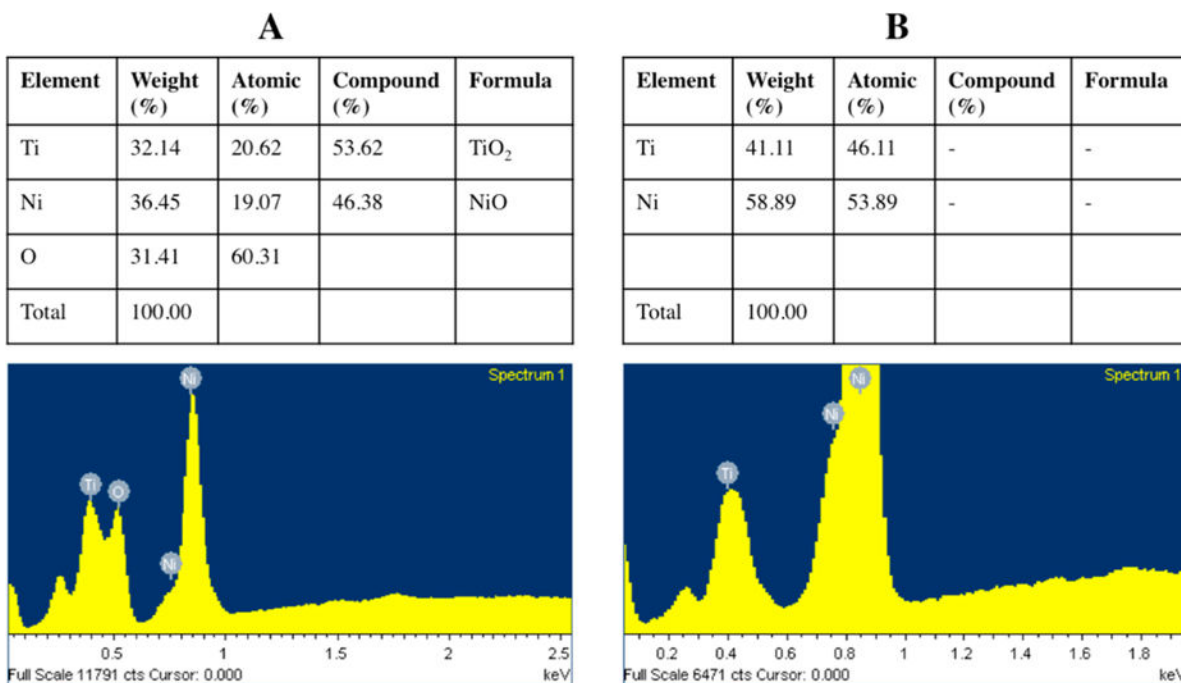 A
Element Weight (%) Atomic (%) Compound (%) Formula
Ti 32.14 20.62 53.62 TiO₂
Ni 36.45 19.07 46.38 NiO
O 31.41 60.31
Total 100.00
Ni
Spectrum 1
Ti
O
Ni
0.5 1 1.5 2 2.5
Full Scale 11791 cts Cursor: 0.000 keV
B
Element Weight (%) Atomic (%) Compound (%) Formula
Ti 41.11 46.11 - -
Ni 58.89 53.89 - -
Total 100.00
Ni
Spectrum 1
Ni
Ti
0.2 0.4 0.6 0.8 1 1.2 1.4 1.6 1.8
Full Scale 6471 cts Cursor: 0.000 keV